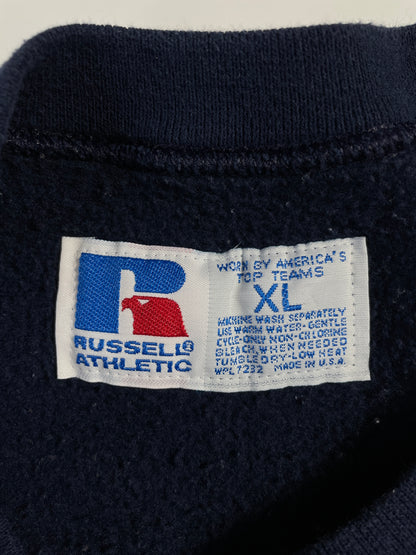 RUSSELL®
ATHLETIC
WORN BY AMERICA'S
TOP TEAMS
XL
MACHINE WASH SEPARATELY
USE WARM WATER-GENTLE
CYCLE-ONLY NON-CHLORINE
BLEACH, WHEN NEEDED
TUMBLE DRY-LOW HEAT
WPL 7232 MADE IN U.S.A.